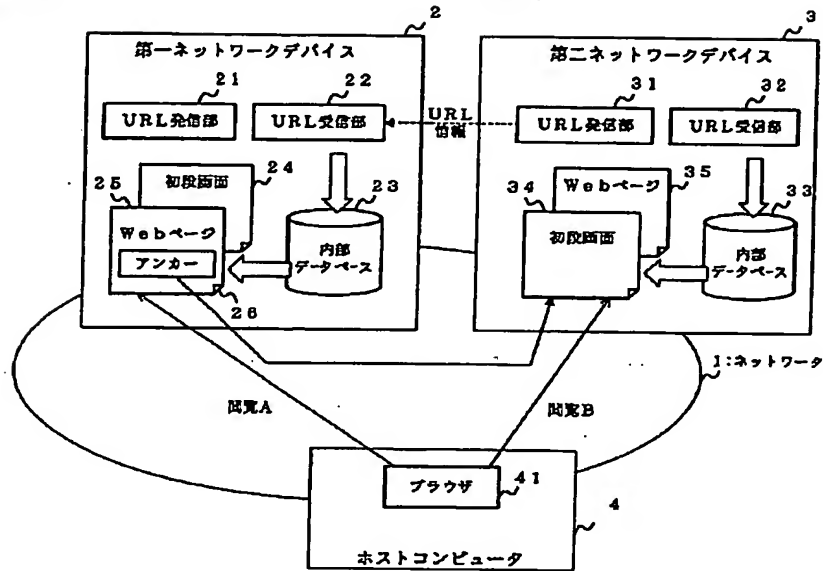 2
第一ネットワークデバイス
21
22
URL発信部
URL受信部
24
初段画面
25
Webページ
アンカー
26
23
内部
データベース
URL
情報
3
第二ネットワークデバイス
31
32
URL発信部
URL受信部
35
Webページ
34
初段画面
33
内部
データベース
1:ネットワータ
閲覧A
閲覧B
ブラウザ
41
4
ホストコンピュータ